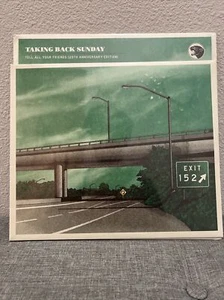 TAKING BACK SUNDAY
TELL ALL YOUR FRIENDS (20TH ANNIVERSARY EDITION)
EXIT
152